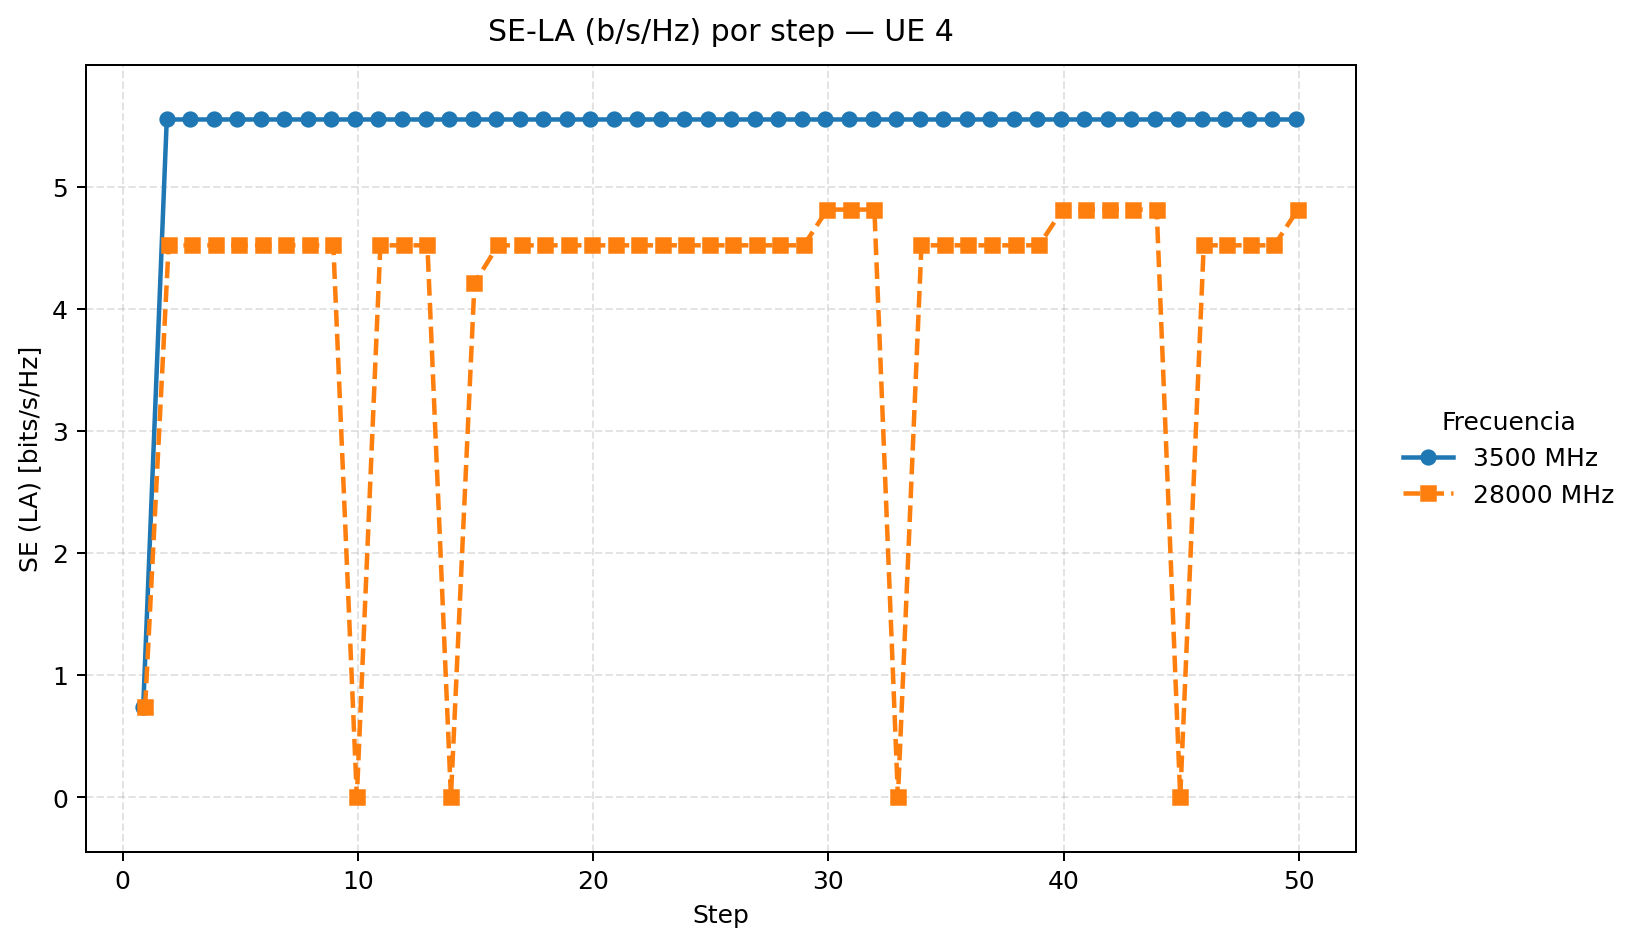 SE-LA (b/s/Hz) por step — UE 4
SE (LA) [bits/s/Hz]
5
4
3
2
1
0
0 10 20 30 40 50
Step
Frecuencia
3500 MHz
28000 MHz